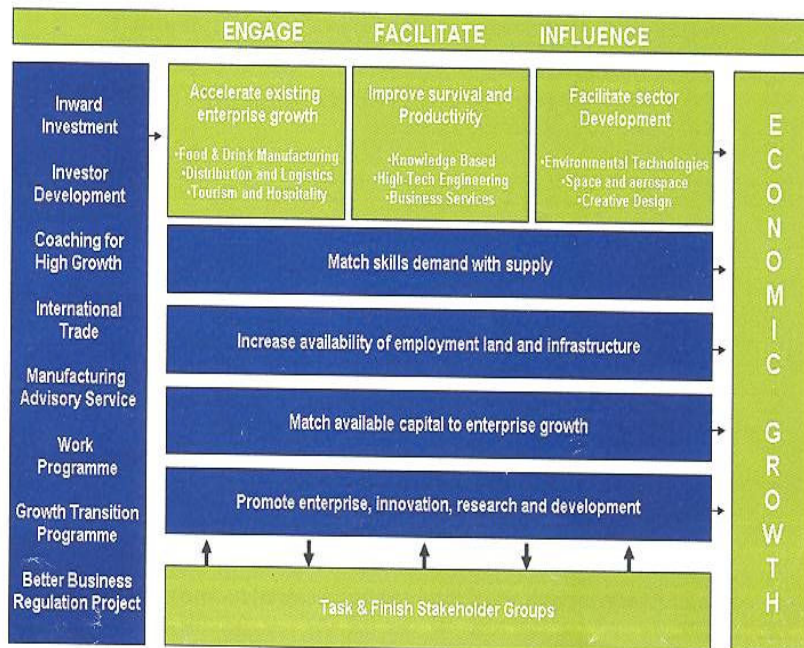 ENGAGE FACILITATE INFLUENCE
Inward
Investment
Investor
Development
Coaching for
High Growth
International
Trade
Manufacturing
Advisory Service
Work
Programme
Growth Transition
Programme
Better Business
Regulation Project
Accelerate existing
enterprise growth
•Food & Drink Manufacturing
•Distribution and Logistics
•Tourism and Hospitality
Improve survival and
Productivity
•Knowledge Based
•High-Tech Engineering
•Business Services
Facilitate sector
Development
•Environmental Technologies
•Space and aerospace
•Creative Design
Match skills demand with supply
Increase availability of employment land and infrastructure
Match available capital to enterprise growth
Promote enterprise, innovation, research and development
Task & Finish Stakeholder Groups
ECONOMIC GROWTH